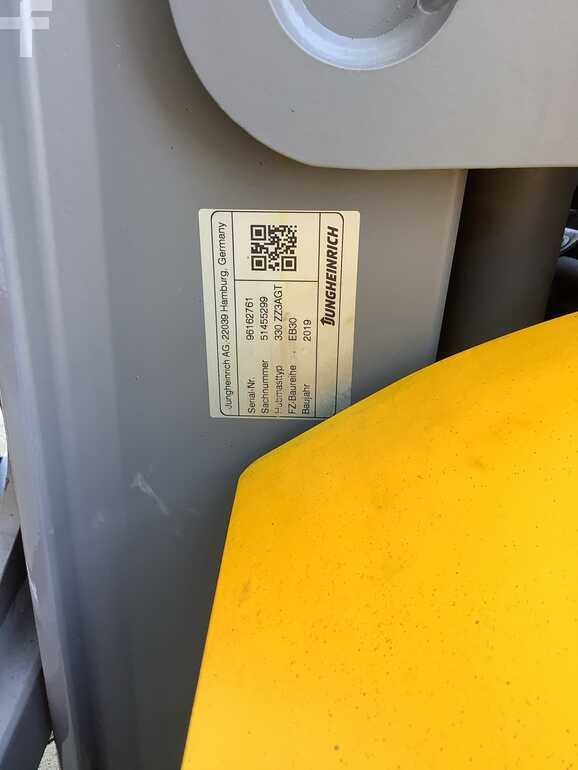 Jungheinrich AG, 22039 Hamburg, Germany
Serial-Nr. 96162761
Sachnummer 51455299
Hubmasttyp 330 ZZ3AGT
FZ-Baureihe EB30
Baujahr 2019
JUNGHEINRICH